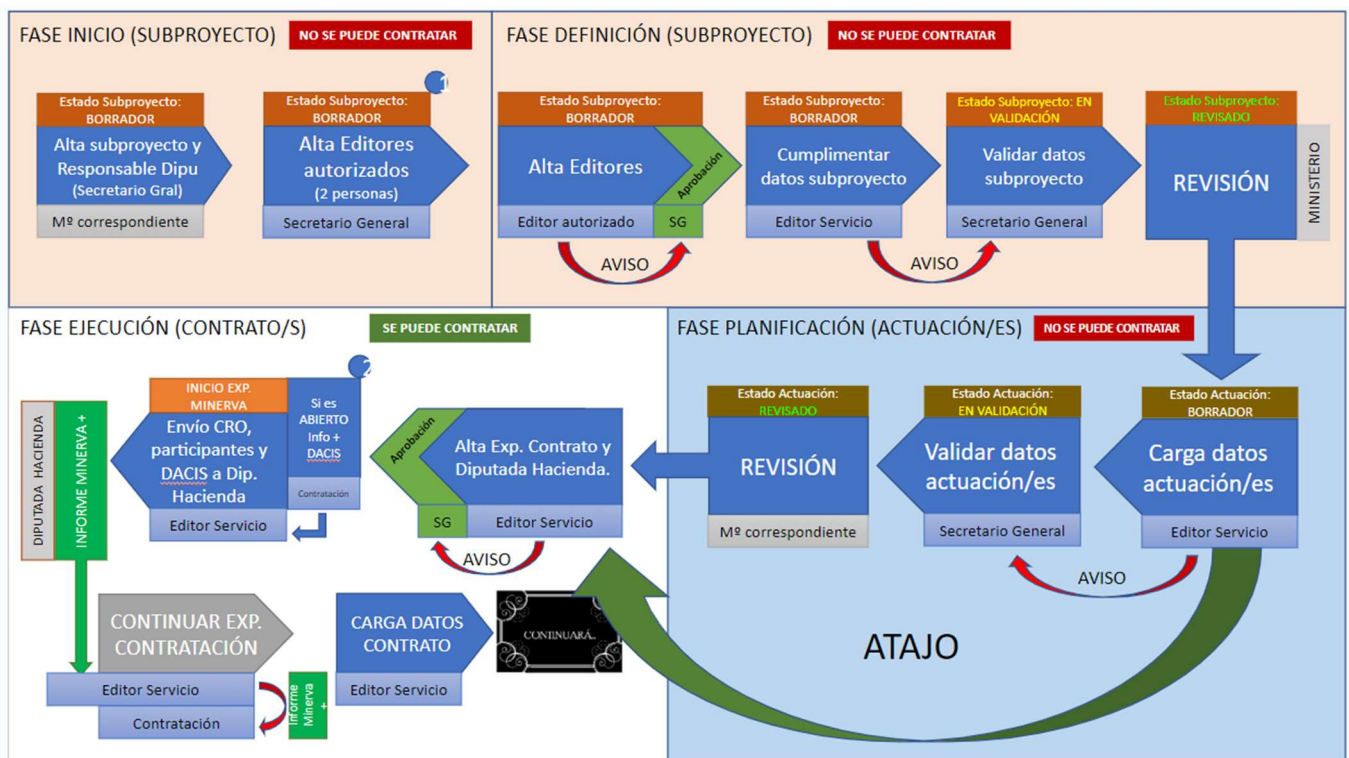 FASE INICIO (SUBPROYECTO)
NO SE PUEDE CONTRATAR
1
Estado Subproyecto:
BORRADOR
Alta subproyecto y
Responsable Dipu
(Secretario Gral)
Mº correspondiente
Estado Subproyecto:
BORRADOR
Alta Editores
autorizados
(2 personas)
Secretario General
FASE DEFINICIÓN (SUBPROYECTO)
NO SE PUEDE CONTRATAR
Estado Subproyecto:
BORRADOR
Alta Editores
Aprobación
Editor autorizado
SG
AVISO
Estado Subproyecto:
BORRADOR
Cumplimentar
datos subproyecto
Editor Servicio
AVISO
Estado Subproyecto: EN
VALIDACIÓN
Validar datos
subproyecto
Secretario General
Estado Subproyecto:
REVISADO
REVISIÓN
MINISTERIO
FASE PLANIFICACIÓN (ACTUACIÓN/ES)
NO SE PUEDE CONTRATAR
Estado Actuación:
BORRADOR
Carga datos
actuación/es
Editor Servicio
AVISO
Estado Actuación:
EN VALIDACIÓN
Validar datos
actuación/es
Secretario General
Estado Actuación:
REVISADO
REVISIÓN
Mº correspondiente
ATAJO
FASE EJECUCIÓN (CONTRATO/S)
SE PUEDE CONTRATAR
Alta Exp. Contrato y
Diputada Hacienda.
Aprobación
SG
Editor Servicio
AVISO
2
Si es
ABIERTO
Info +
DACIS
Contratación
INICIO EXP.
MINERVA
Envío CRO,
participantes y
DACIS a Dip.
Hacienda
Editor Servicio
INFORME MINERVA +
DIPUTADA HACIENDA
CONTINUAR EXP.
CONTRATACIÓN
Editor Servicio
Contratación
Informe
Minerva
+
CARGA DATOS
CONTRATO
Editor Servicio
CONTINUARÁ..